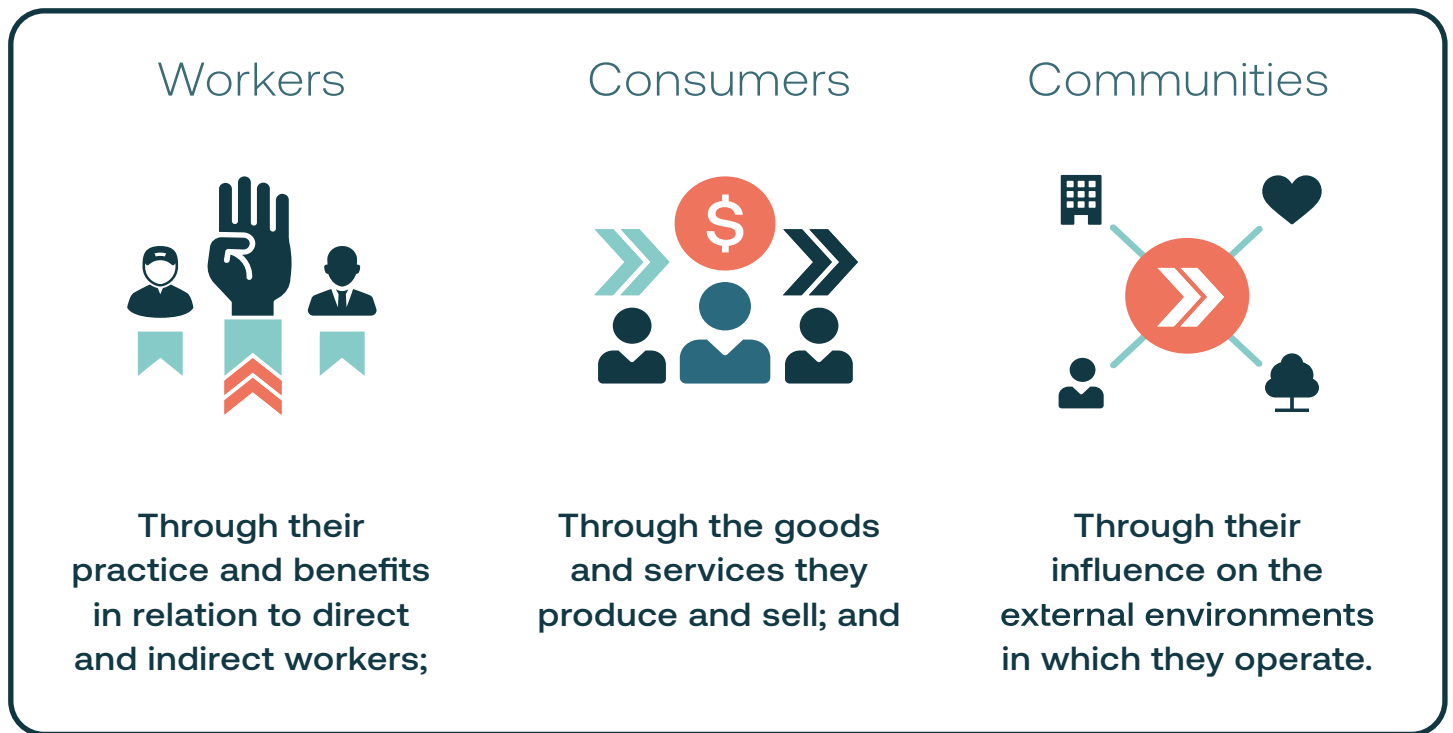 Workers
Through their
practice and benefits
in relation to direct
and indirect workers;
Consumers
$
Through the goods
and services they
produce and sell; and
Communities
Through their
influence on the
external environments
in which they operate.